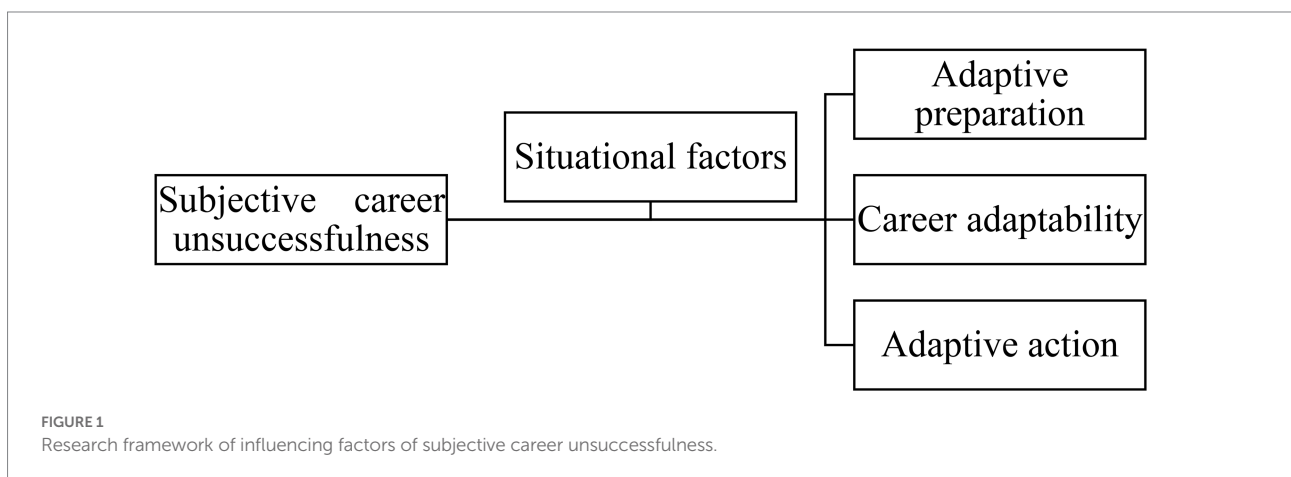 Adaptive
preparation
Situational factors
Subjective career
unsuccessfulness
Career adaptability
Adaptive action
FIGURE 1
Research framework of influencing factors of subjective career unsuccessfulness.